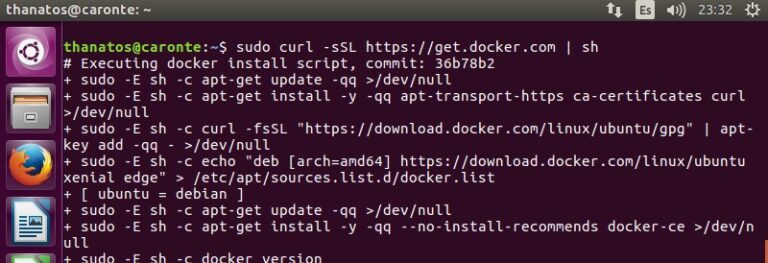 thanatos@caronte: ~
Es
23:32
thanatos@caronte:~$ sudo curl -sSL https://get.docker.com | sh
# Executing docker install script, commit: 36b78b2
+ sudo -E sh -c apt-get update -qq >/dev/null
+ sudo -E sh -c apt-get install -y -qq apt-transport-https ca-certificates curl
>/dev/null
+ sudo -E sh -c curl -fsSL "https://download.docker.com/linux/ubuntu/gpg" | apt-
key add -qq - >/dev/null
+ sudo -E sh -c echo "deb [arch=amd64] https://download.docker.com/linux/ubuntu
xenial edge" > /etc/apt/sources.list.d/docker.list
+ [ ubuntu = debian ]
+ sudo -E sh -c apt-get update -qq >/dev/null
+ sudo -E sh -c apt-get install -y -qq --no-install-recommends docker-ce >/dev/n
ull
+ sudo -E sh -c docker version